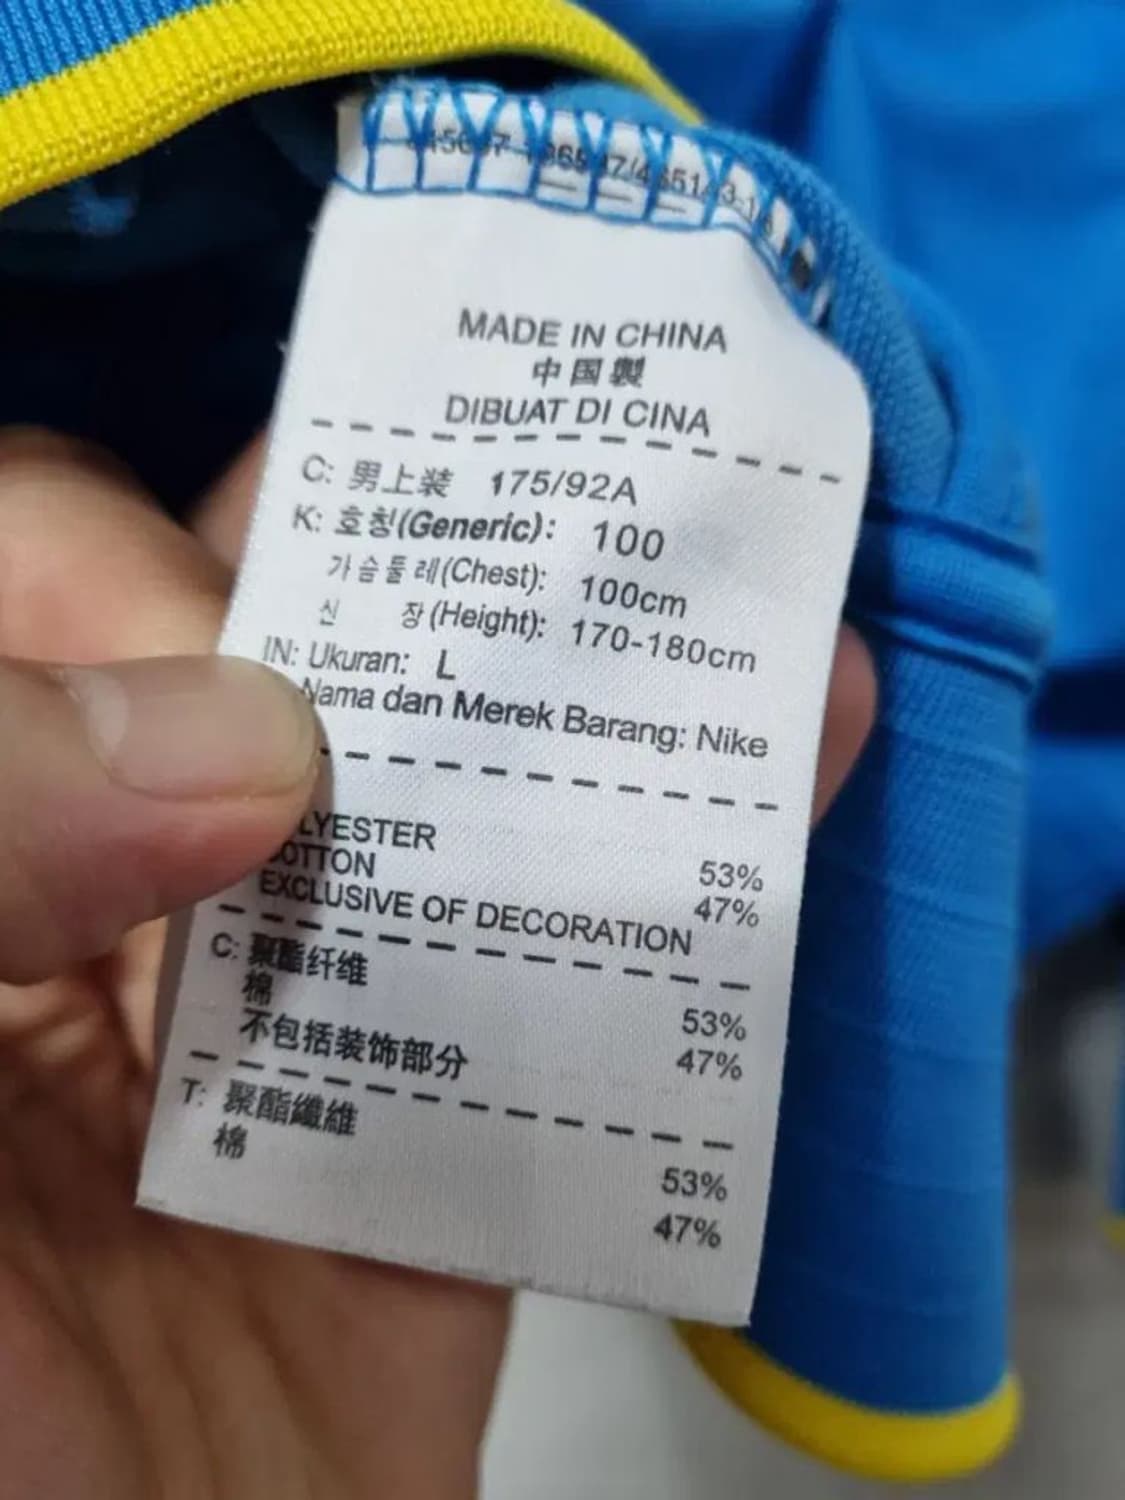 MADE IN CHINA
中国製
DIBUAT DI CINA
C: 男上装 175/92A
K: 호칭(Generic): 100
가슴둘레(Chest): 100cm
신 장(Height): 170-180cm
IN: Ukuran: L
Nama dan Merek Barang: Nike
LYESTER 53%
OTTON 47%
EXCLUSIVE OF DECORATION
C: 聚酯纤维 53%
棉 47%
不包括装饰部分
T: 聚酯纖維 53%
棉 47%